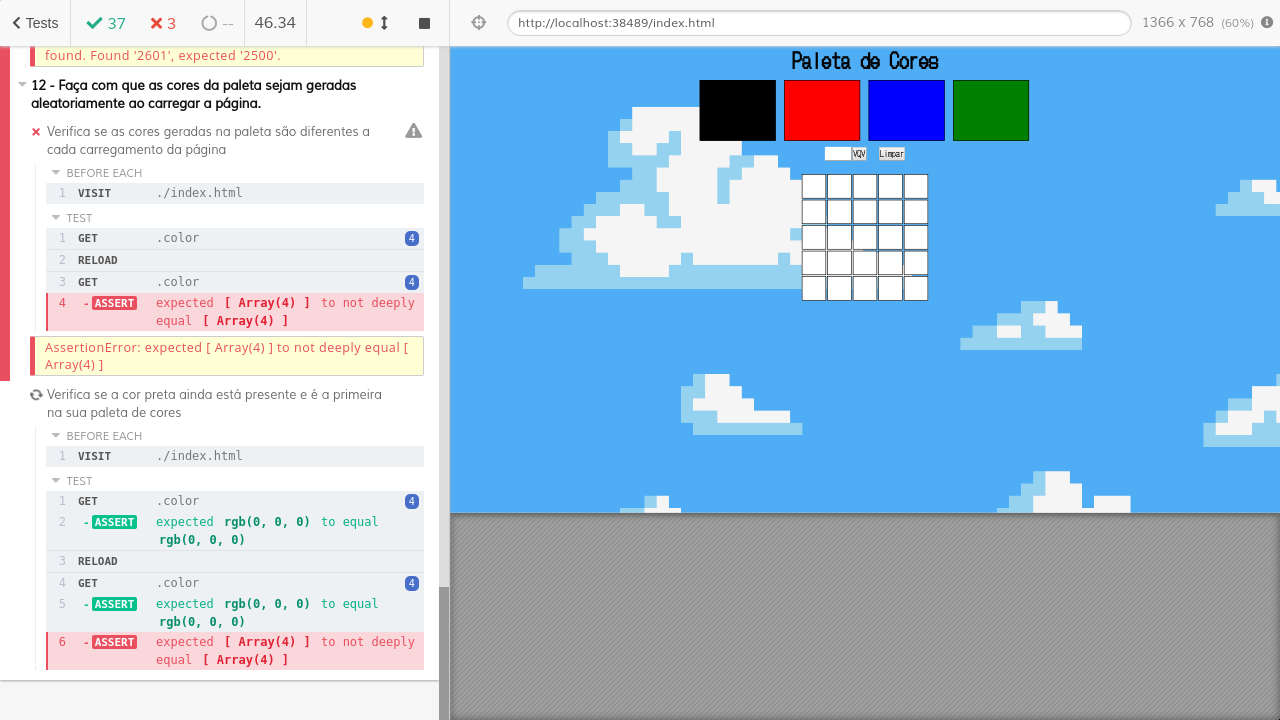 Tests 37 3 -- 46.34 http://localhost:38489/index.html 1366 x 768 (60%)
found. Found '2601', expected '2500'.
12 - Faça com que as cores da paleta sejam geradas
aleatoriamente ao carregar a página.
Verifica se as cores geradas na paleta são diferentes a
cada carregamento da página
BEFORE EACH
1 VISIT ./index.html
TEST
1 GET .color 4
2 RELOAD
3 GET .color 4
4 -ASSERT expected [ Array(4) ] to not deeply
equal [ Array(4) ]
AssertionError: expected [ Array(4) ] to not deeply equal [
Array(4) ]
Verifica se a cor preta ainda está presente e é a primeira
na sua paleta de cores
BEFORE EACH
1 VISIT ./index.html
TEST
1 GET .color 4
2 -ASSERT expected rgb(0, 0, 0) to equal
rgb(0, 0, 0)
3 RELOAD
4 GET .color 4
5 -ASSERT expected rgb(0, 0, 0) to equal
rgb(0, 0, 0)
6 -ASSERT expected [ Array(4) ] to not deeply
equal [ Array(4) ]
Paleta de Cores
VQV Limpar